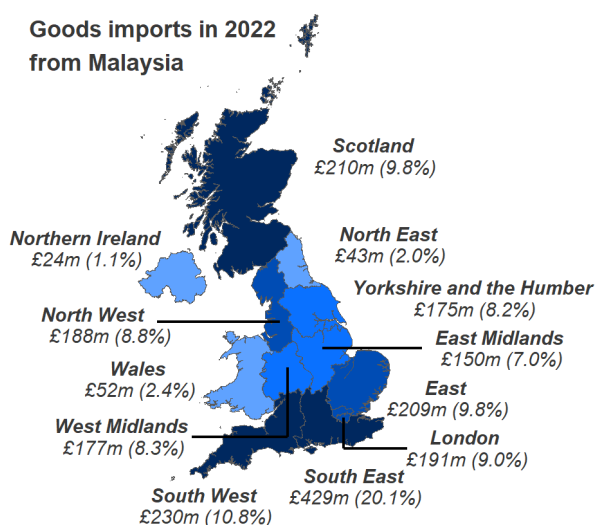 Goods imports in 2022
from Malaysia
Scotland
£210m (9.8%)
Northern Ireland
£24m (1.1%)
North East
£43m (2.0%)
Yorkshire and the Humber
£175m (8.2%)
North West
£188m (8.8%)
East Midlands
£150m (7.0%)
Wales
£52m (2.4%)
East
£209m (9.8%)
West Midlands
£177m (8.3%)
London
£191m (9.0%)
South East
£429m (20.1%)
South West
£230m (10.8%)